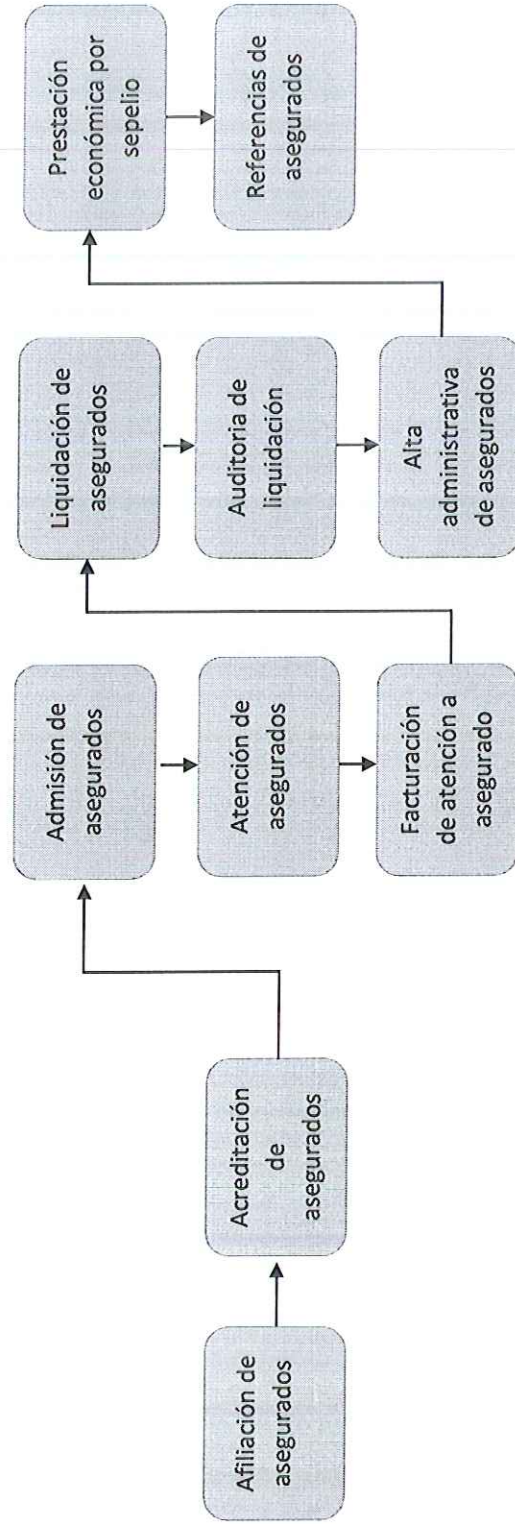 Afiliación de
asegurados
Acreditación
de
asegurados
Admisión de
asegurados
Atención de
asegurados
Facturación
de atención a
asegurado
Liquidación de
asegurados
Auditoria de
liquidación
Alta
administrativa
de asegurados
Prestación
económica por
sepelio
Referencias de
asegurados